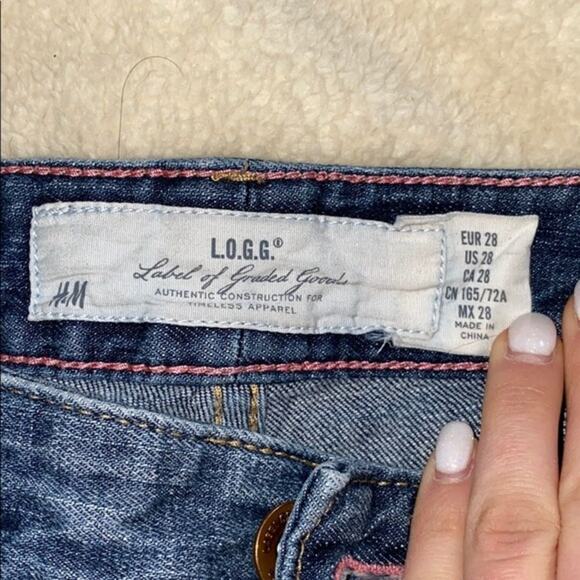 L.O.G.G.®
Label of Graded Goods
H&M
AUTHENTIC CONSTRUCTION FOR
TIMELESS APPAREL
EUR 28
US 28
CA 28
CN 165/72A
MX 28
MADE IN
CHINA